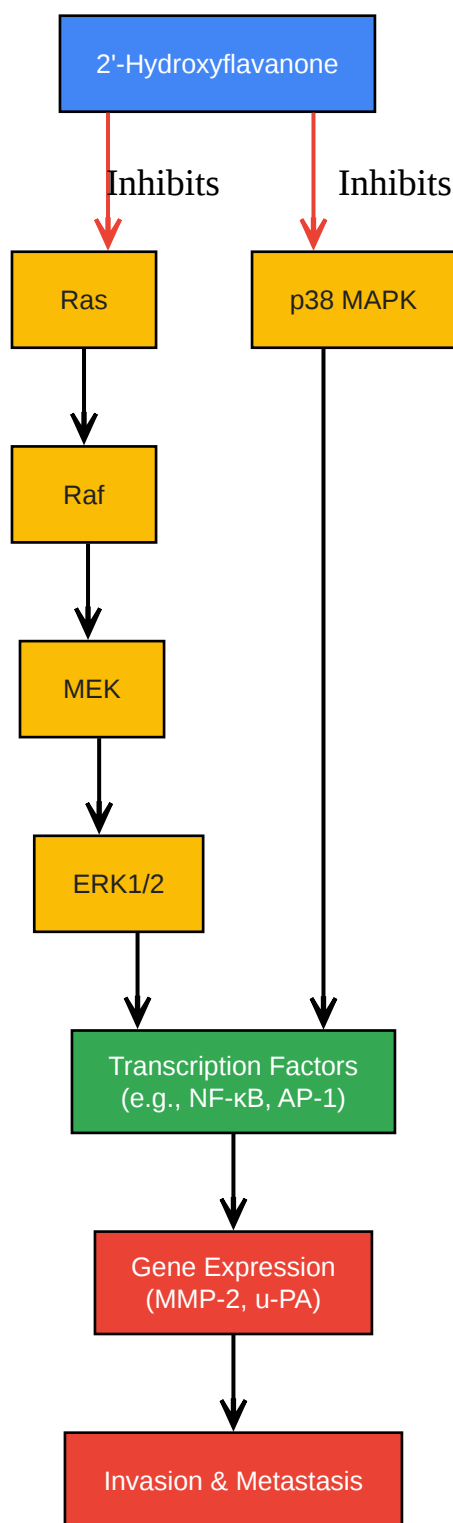 2'-Hydroxyflavanone
Inhibits
Inhibits
Ras
p38 MAPK
Raf
MEK
ERK1/2
Transcription Factors
(e.g., NF-κB, AP-1)
Gene Expression
(MMP-2, u-PA)
Invasion & Metastasis